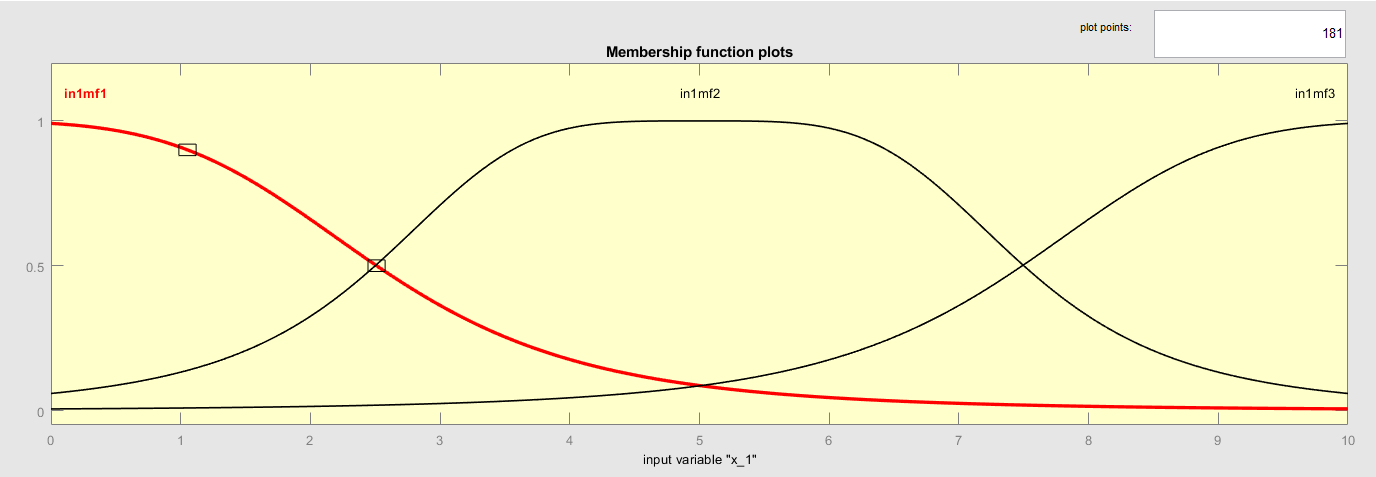 plot points: 181
Membership function plots
in1mf1 in1mf2 in1mf3
1
0.5
0
0 1 2 3 4 5 6 7 8 9 10
input variable "x_1"